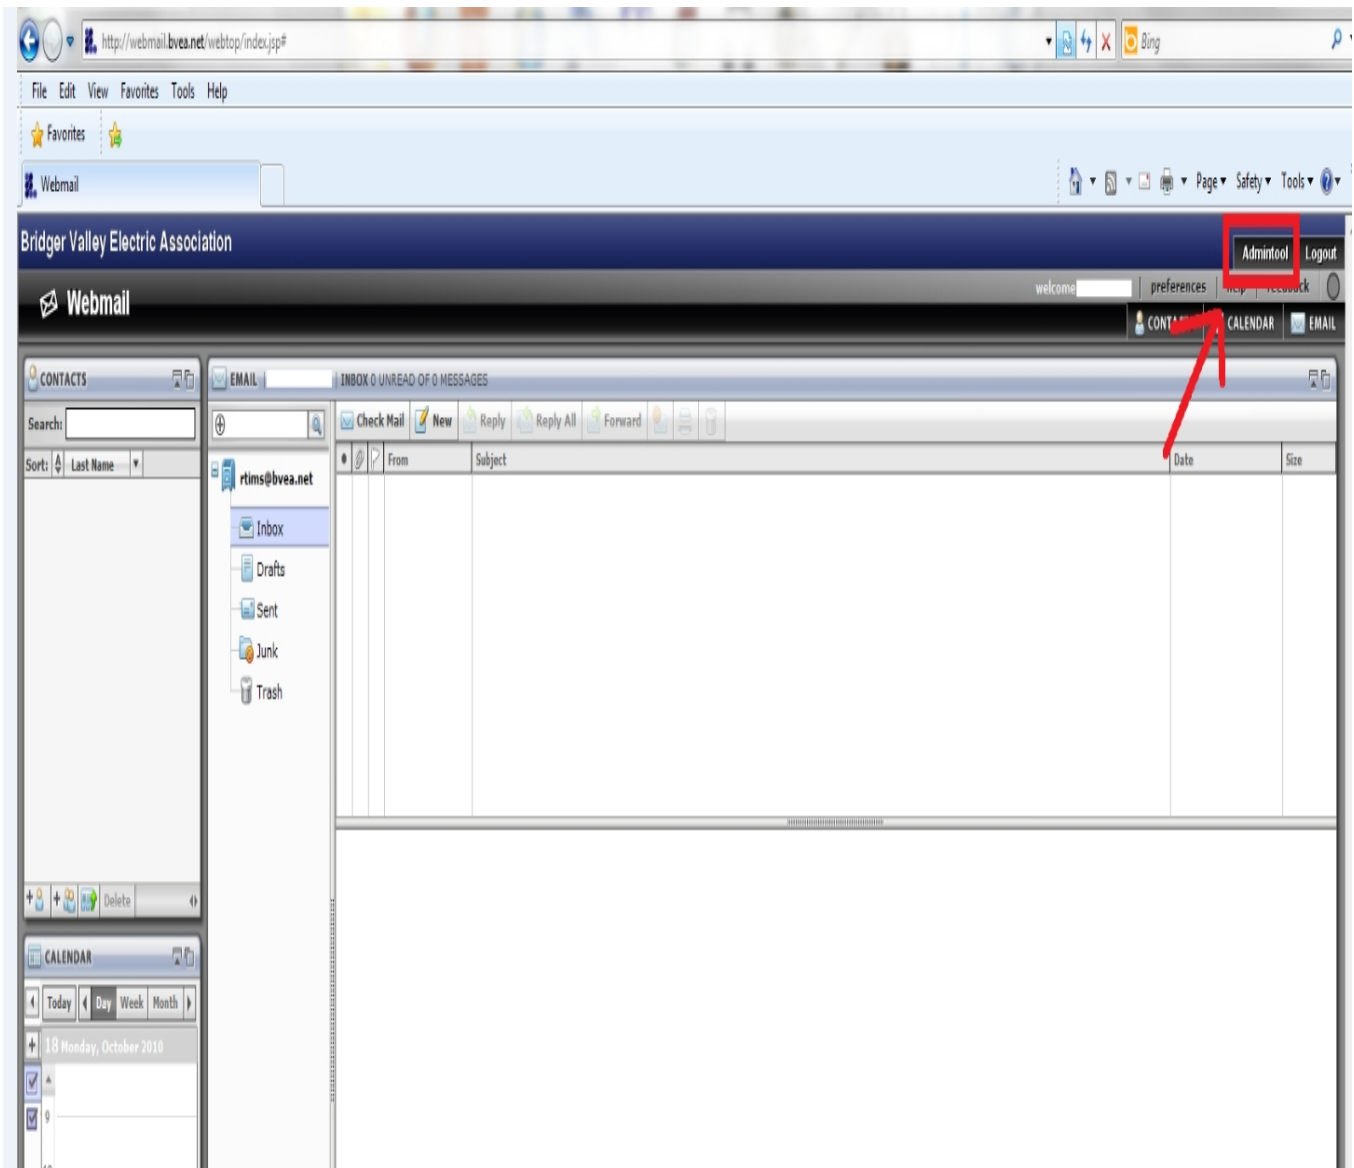 http://webmail.bvea.net/webtop/index.jsp#
Bing
File Edit View Favorites Tools Help
Favorites
Webmail
Page Safety Tools
Bridger Valley Electric Association
Admintool Logout
Webmail
welcome preferences help feedback
CALENDAR EMAIL
CONTACTS
EMAIL INBOX 0 UNREAD OF 0 MESSAGES
Search:
Check Mail New Reply Reply All Forward
Sort: Last Name
From Subject Date Size
rtims@bvea.net
Inbox
Drafts
Sent
Junk
Trash
Delete
CALENDAR
Today Day Week Month
18 Monday, October 2010
9